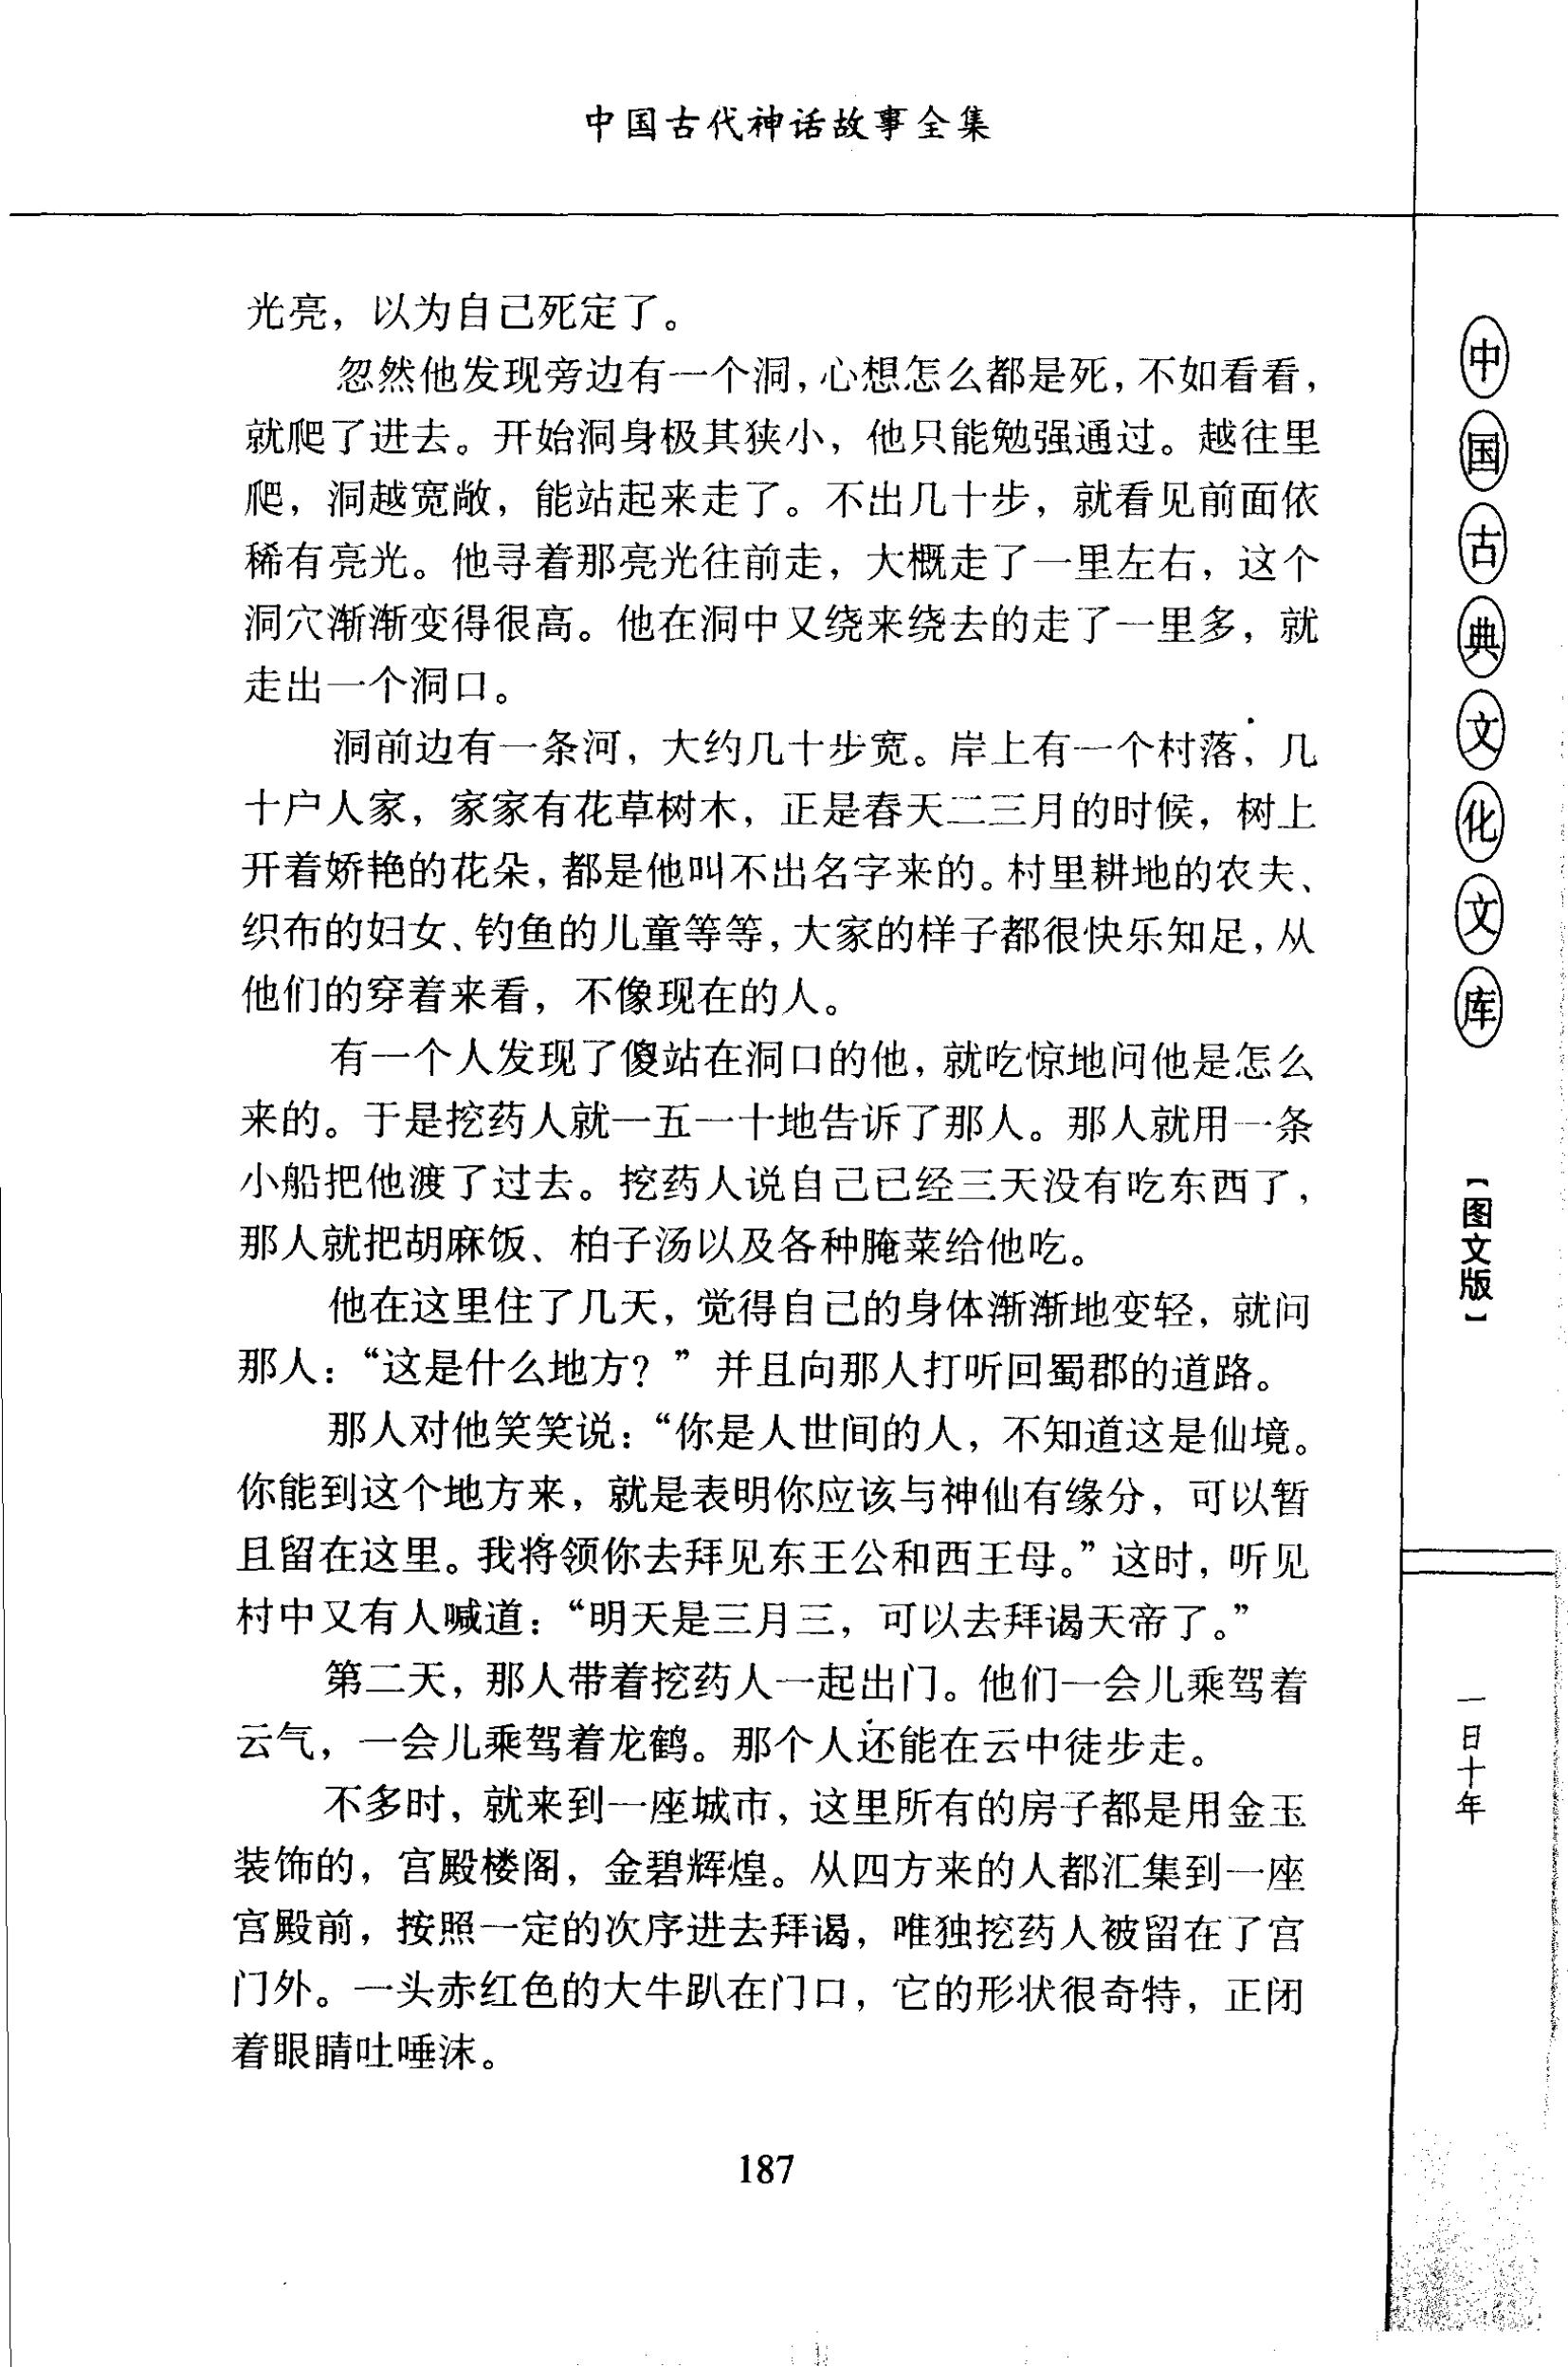 中国古代神话故事全集
光亮，以为自己死定了。
忽然他发现旁边有一个洞，心想怎么都是死，不如看看，
就爬了进去。开始洞身极其狭小，他只能勉强通过。越往里
爬，洞越宽敞，能站起来走了。不出几十步，就看见前面依
稀有亮光。他寻着那亮光往前走，大概走了一里左右，这个
洞穴渐渐变得很高。他在洞中又绕来绕去的走了一里多，就
走出一个洞口。
洞前边有一条河，大约几十步宽。岸上有一个村落，几
十户人家，家家有花草树木，正是春天二三月的时候，树上
开着娇艳的花朵，都是他叫不出名字来的。村里耕地的农夫、
织布的妇女、钓鱼的儿童等等，大家的样子都很快乐知足，从
他们的穿着来看，不像现在的人。
有一个人发现了傻站在洞口的他，就吃惊地问他是怎么
来的。于是挖药人就一五一十地告诉了那人。那人就用一条
小船把他渡了过去。挖药人说自己已经三天没有吃东西了，
那人就把胡麻饭、柏子汤以及各种腌菜给他吃。
他在这里住了几天，觉得自己的身体渐渐地变轻，就问
那人：“这是什么地方？”并且向那人打听回蜀郡的道路。
那人对他笑笑说：“你是人世间的人，不知道这是仙境。
你能到这个地方来，就是表明你应该与神仙有缘分，可以暂
且留在这里。我将领你去拜见东王公和西王母。”这时，听见
村中又有人喊道：“明天是三月三，可以去拜谒天帝了。”
第二天，那人带着挖药人一起出门。他们一会儿乘驾着
云气，一会儿乘驾着龙鹤。那个人还能在云中徒步走。
不多时，就来到一座城市，这里所有的房子都是用金玉
装饰的，宫殿楼阁，金碧辉煌。从四方来的人都汇集到一座
宫殿前，按照一定的次序进去拜谒，唯独挖药人被留在了宫
门外。一头赤红色的大牛趴在门口，它的形状很奇特，正闭
着眼睛吐唾沫。
187
中国古典文化文库
【图文版】
一日十年